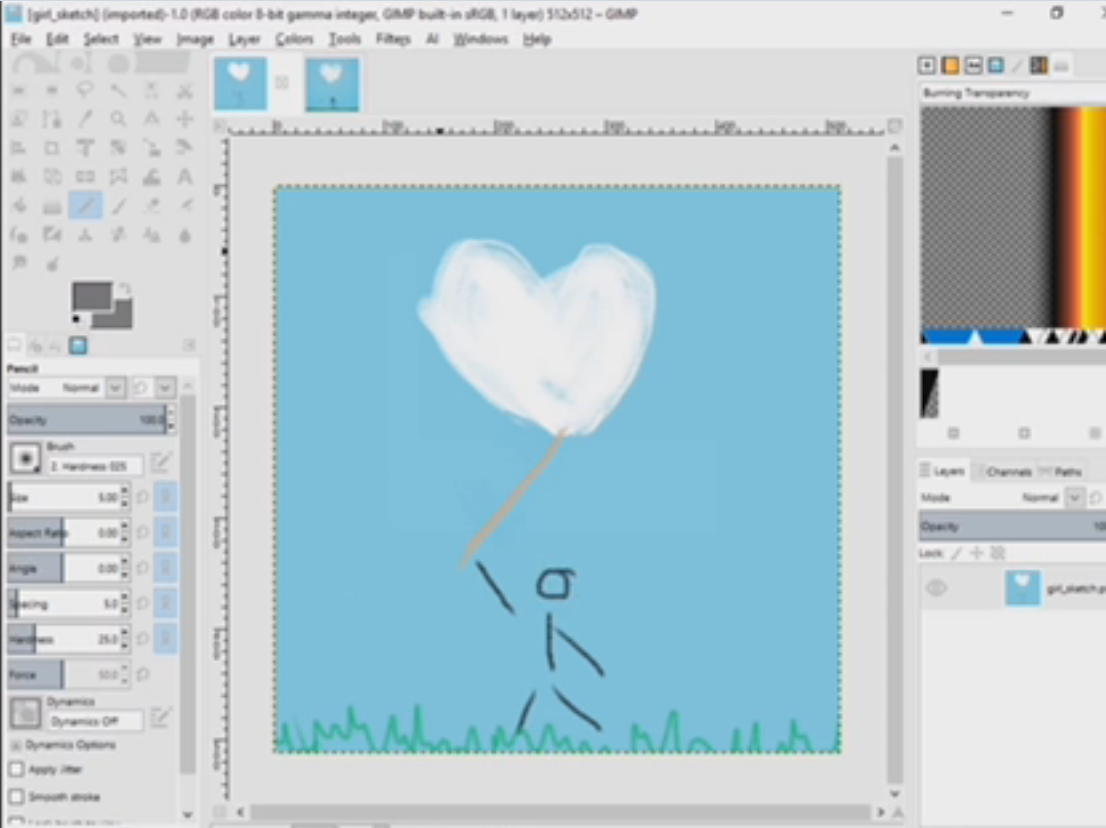 [girl_sketch] (imported)-1.0 (RGB color 8-bit gamma integer, GIMP built-in sRGB, 1 layer) 512x512 – GIMP
File Edit Select View Image Layer Colors Tools Filters AI Windows Help
Burning Transparency
Pencil
Mode Normal
Opacity 100.0
Brush
2. Hardness 025
Size 5.00
Aspect Ratio 0.00
Angle 0.00
Spacing 5.0
Hardness 25.0
Force 50.0
Dynamics
Dynamics Off
Dynamics Options
Apply Jitter
Smooth stroke
Layers Channels Paths
Mode Normal
Opacity 100
Lock:
girl_sketch.p